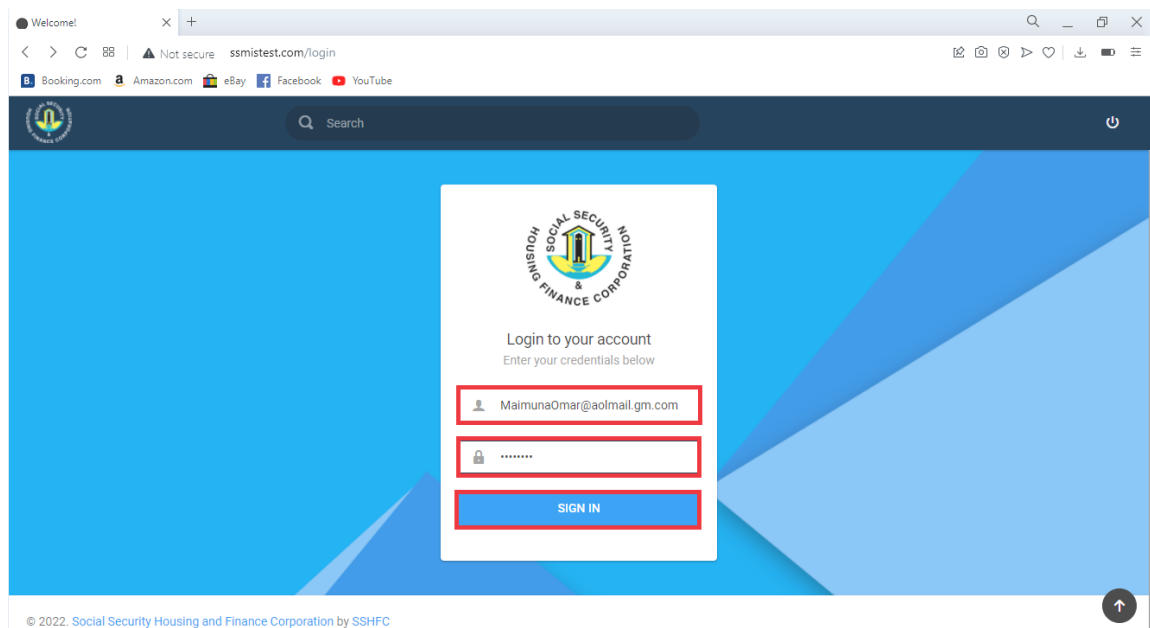 Welcome!
Not secure ssmistest.com/login
Booking.com Amazon.com eBay Facebook YouTube
Search
SOCIAL SECURITY
HOUSING FINANCE CORPORATION
&
Login to your account
Enter your credentials below
MaimunaOmar@aolmail.gm.com
••••••••
SIGN IN
© 2022. Social Security Housing and Finance Corporation by SSHFC